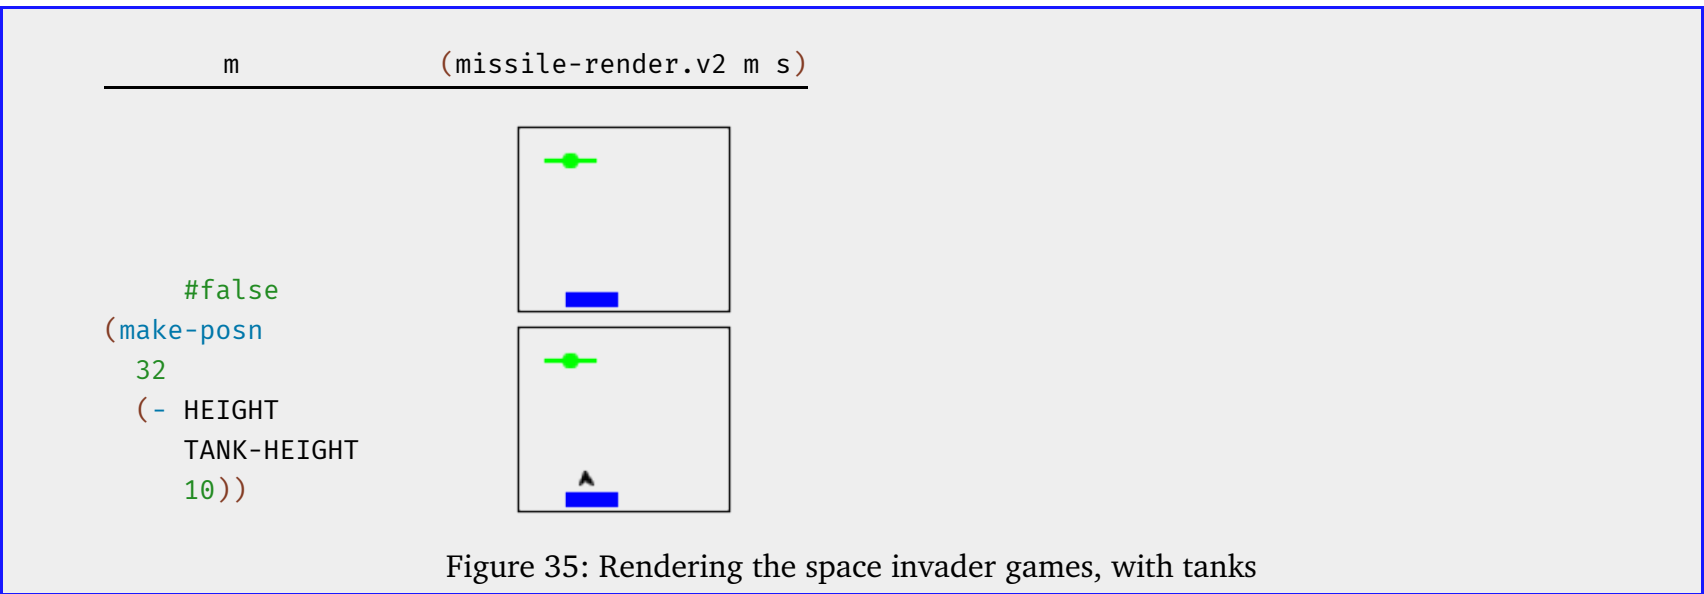 m (missile-render.v2 m s)
#false
(make-posn
32
(- HEIGHT
TANK-HEIGHT
10))
Figure 35: Rendering the space invader games, with tanks